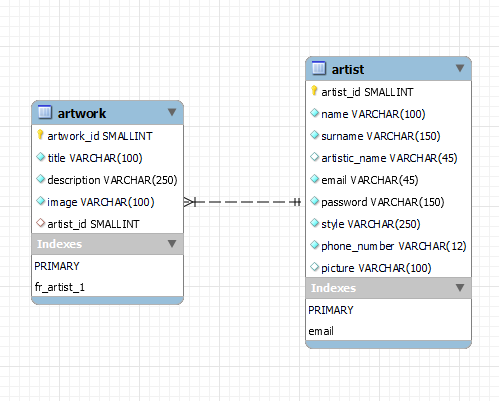 artwork
artwork_id SMALLINT
title VARCHAR(100)
description VARCHAR(250)
image VARCHAR(100)
artist_id SMALLINT
Indexes
PRIMARY
fr_artist_1
artist
artist_id SMALLINT
name VARCHAR(100)
surname VARCHAR(150)
artistic_name VARCHAR(45)
email VARCHAR(45)
password VARCHAR(150)
style VARCHAR(250)
phone_number VARCHAR(12)
picture VARCHAR(100)
Indexes
PRIMARY
email